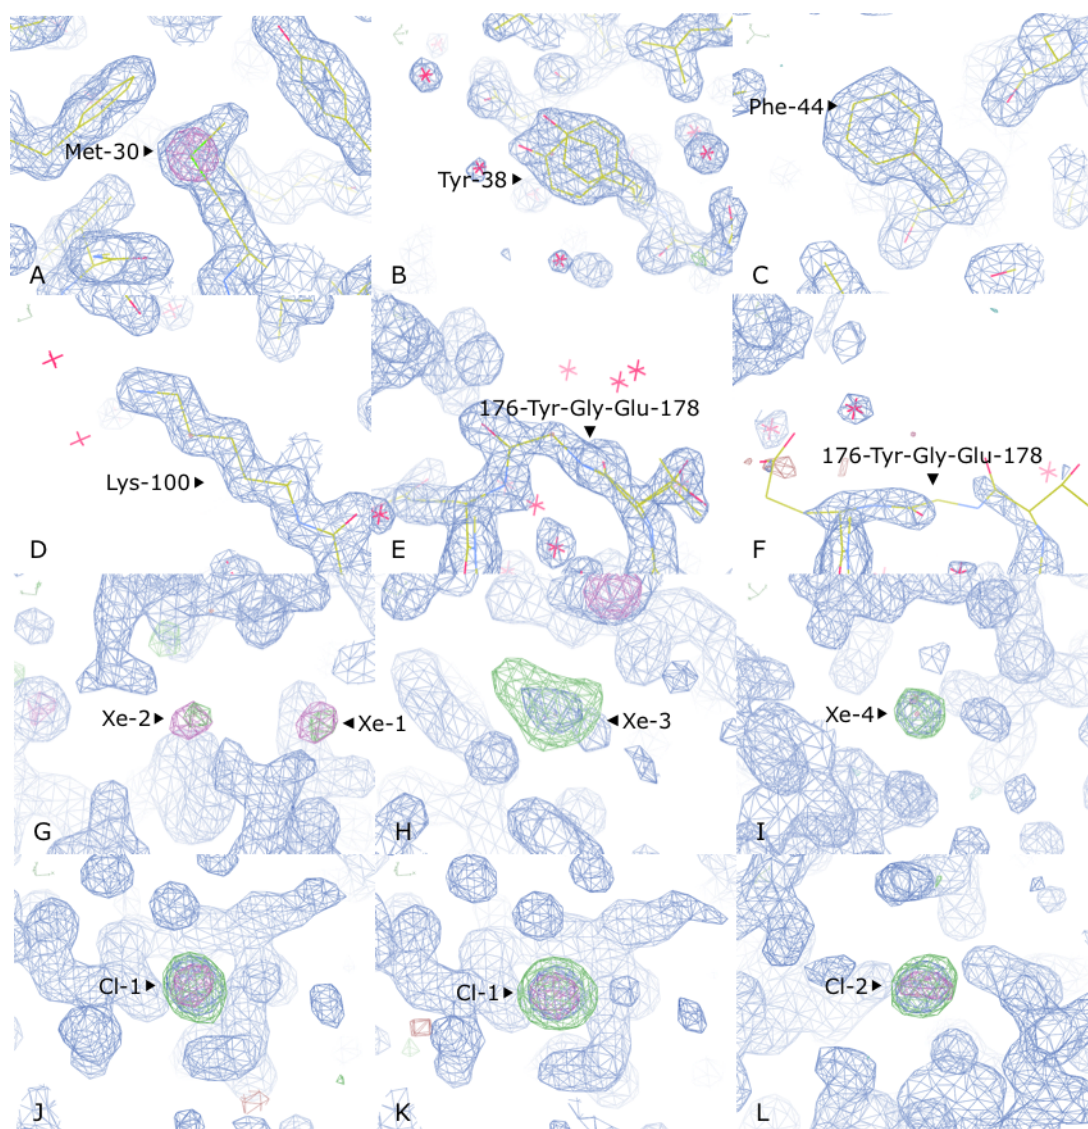 Met-30
A
Tyr-38
B
Phe-44
C
Lys-100
D
176-Tyr-Gly-Glu-178
E
176-Tyr-Gly-Glu-178
F
Xe-2
Xe-1
G
Xe-3
H
Xe-4
I
Cl-1
J
Cl-1
K
Cl-2
L